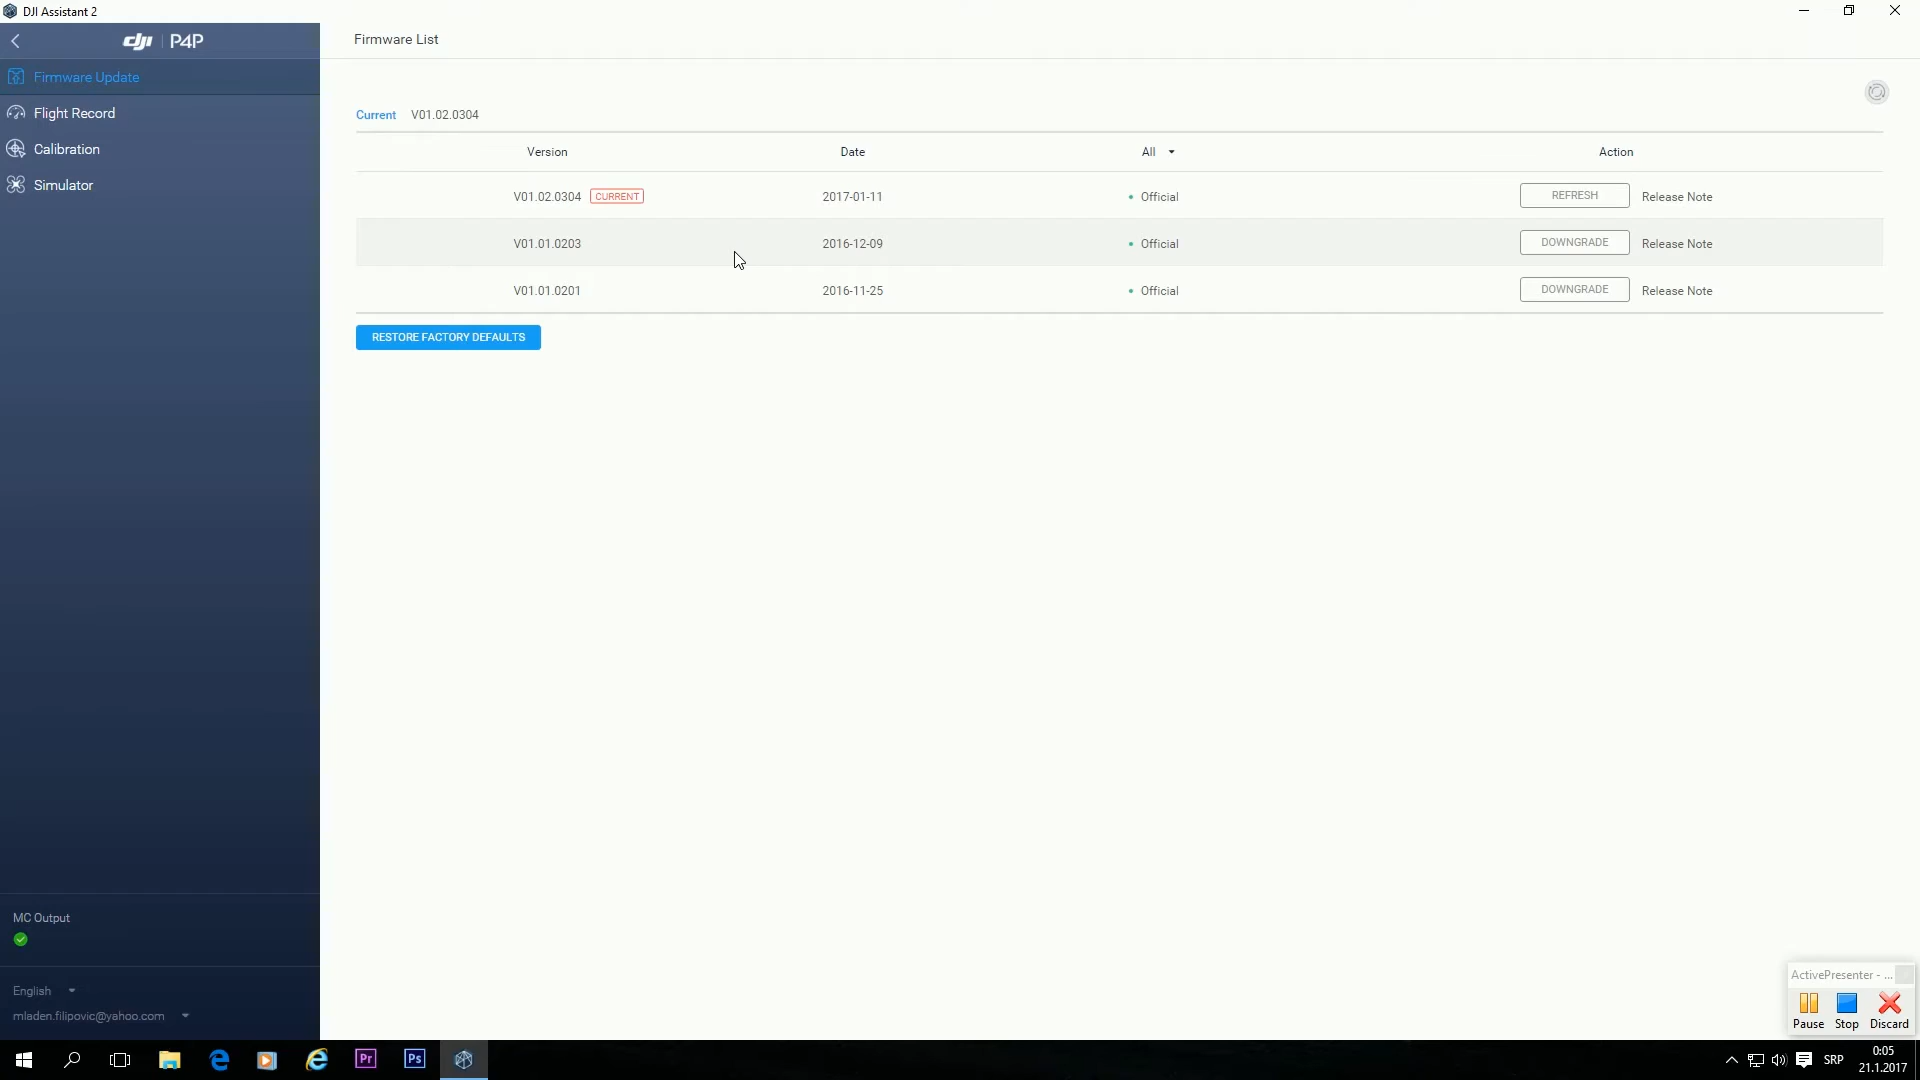 DJI Assistant 2
dji P4P
Firmware Update
Flight Record
Calibration
Simulator
MC Output
English
mladen.filipovic@yahoo.com
Firmware List
Current V01.02.0304
Version Date All Action
V01.02.0304 CURRENT 2017-01-11 Official REFRESH Release Note
V01.01.0203 2016-12-09 Official DOWNGRADE Release Note
V01.01.0201 2016-11-25 Official DOWNGRADE Release Note
RESTORE FACTORY DEFAULTS
ActivePresenter - ...
Pause Stop Discard
Pr Ps
SRP
0:05
21.1.2017